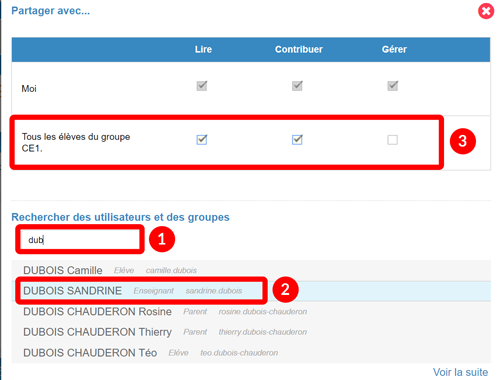 Partager avec...
Lire Contribuer Gérer
Moi
Tous les élèves du groupe
CE1.
3
Rechercher des utilisateurs et des groupes
dub
1
DUBOIS Camille Elève camille.dubois
DUBOIS SANDRINE Enseignant sandrine.dubois
2
DUBOIS CHAUDERON Rosine Parent rosine.dubois-chauderon
DUBOIS CHAUDERON Thierry Parent thierry.dubois-chauderon
DUBOIS CHAUDERON Téo Elève teo.dubois-chauderon
Voir la suite